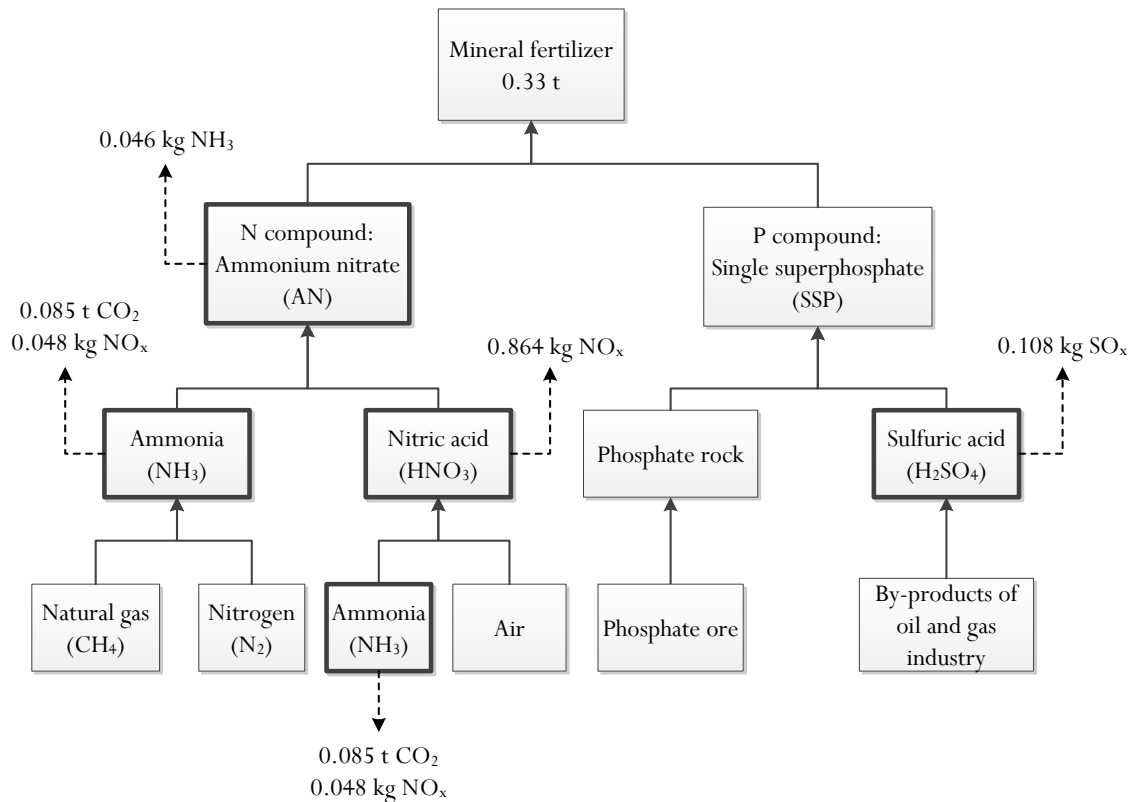 Mineral fertilizer
0.33 t
0.046 kg NH₃
N compound:
Ammonium nitrate
(AN)
P compound:
Single superphosphate
(SSP)
0.085 t CO₂
0.048 kg NOₓ
0.864 kg NOₓ
0.108 kg SOₓ
Ammonia
(NH₃)
Nitric acid
(HNO₃)
Phosphate rock
Sulfuric acid
(H₂SO₄)
Natural gas
(CH₄)
Nitrogen
(N₂)
Ammonia
(NH₃)
Air
Phosphate ore
By-products of
oil and gas
industry
0.085 t CO₂
0.048 kg NOₓ